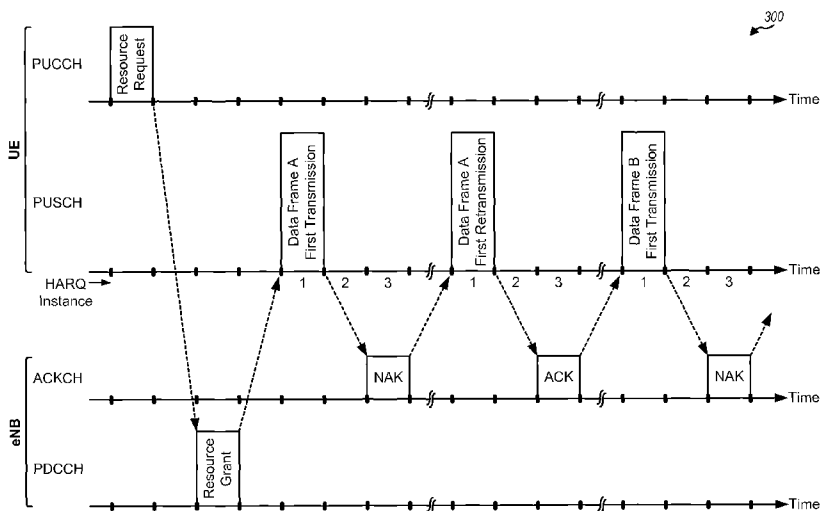 300
UE
PUCCH
Resource
Request
Time
PUSCH
Data Frame A
First Transmission
Data Frame A
First Retransmission
Data Frame B
First Transmission
Time
HARQ
Instance
1 2 3 1 2 3 1 2 3
eNB
ACKCH
NAK ACK NAK
Time
PDCCH
Resource
Grant
Time